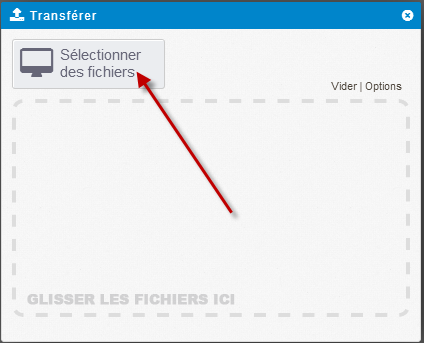 Transférer
Sélectionner
des fichiers
Vider | Options
GLISSER LES FICHIERS ICI